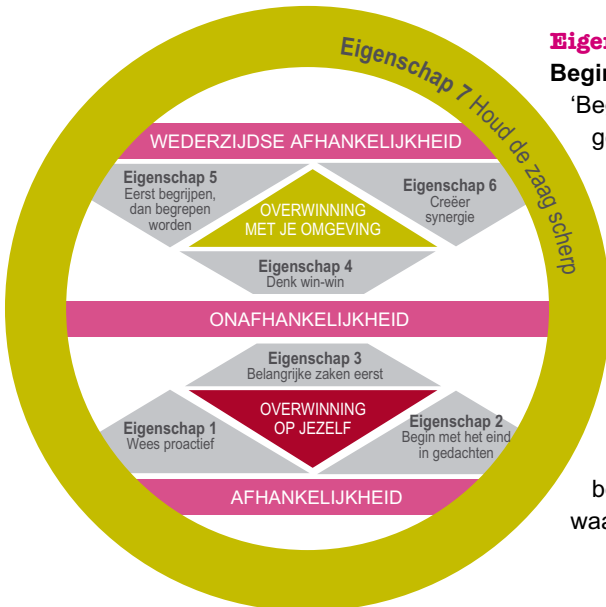 Eigenschap 7 Houd de zaag scherp
WEDERZIJDSE AFHANKELIJKHEID
Eigenschap 5
Eerst begrijpen,
dan begrepen
worden
OVERWINNING
MET JE OMGEVING
Eigenschap 6
Creëer
synergie
Eigenschap 4
Denk win-win
ONAFHANKELIJKHEID
Eigenschap 3
Belangrijke zaken eerst
Eigenschap 1
Wees proactief
OVERWINNING
OP JEZELF
Eigenschap 2
Begin met het eind
in gedachten
AFHANKELIJKHEID